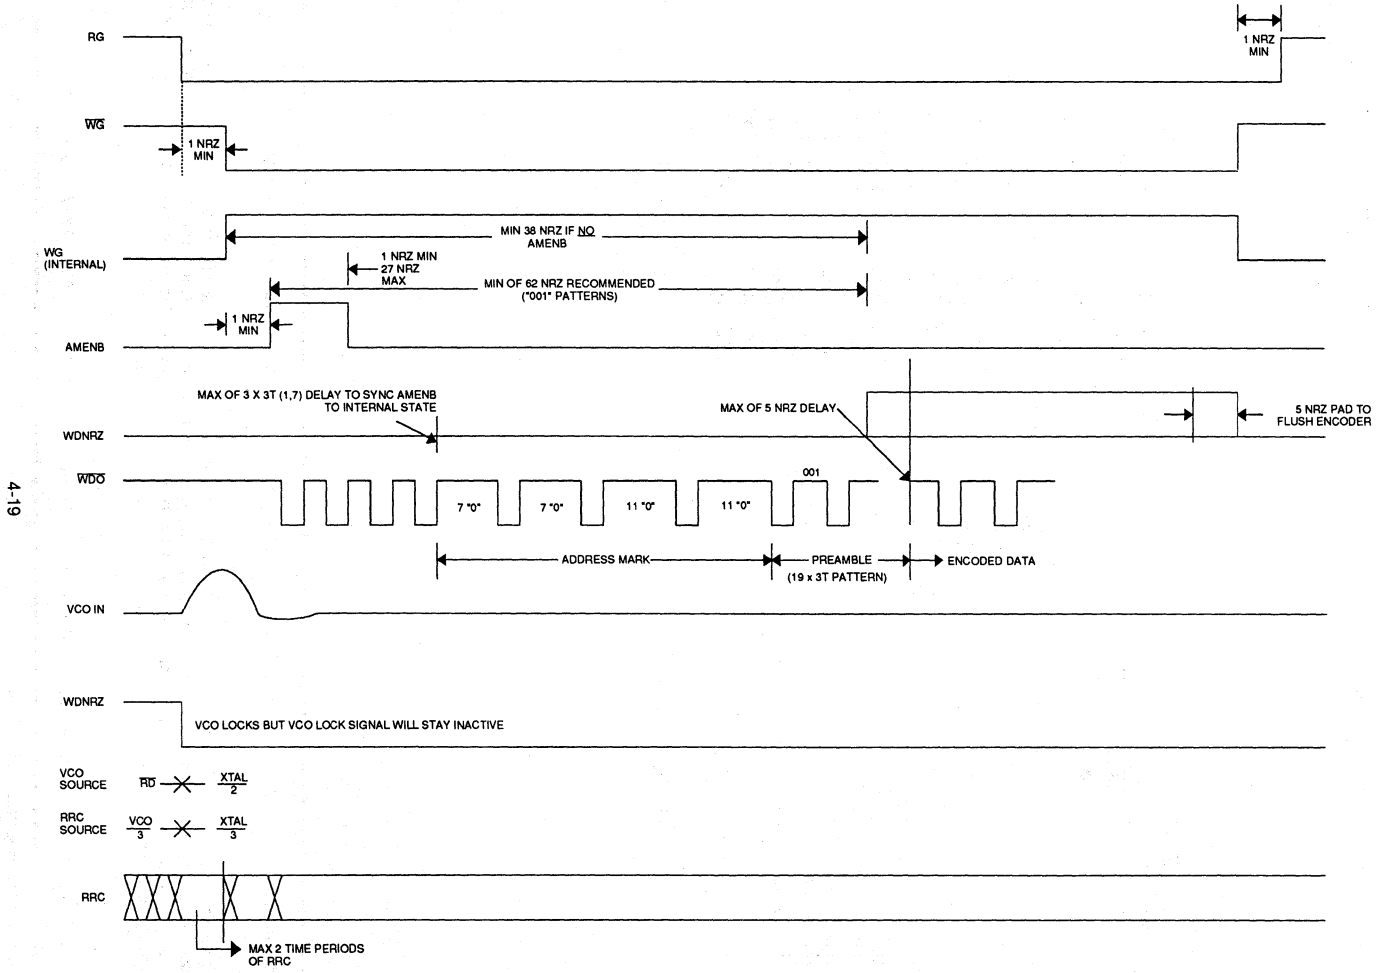 RG
1 NRZ
MIN
WG
1 NRZ
MIN
WG
(INTERNAL)
MIN 38 NRZ IF NO
AMENB
1 NRZ MIN
27 NRZ
MAX
MIN OF 62 NRZ RECOMMENDED
("001" PATTERNS)
1 NRZ
MIN
AMENB
MAX OF 3 X 3T (1,7) DELAY TO SYNC AMENB
TO INTERNAL STATE
MAX OF 5 NRZ DELAY
5 NRZ PAD TO
FLUSH ENCODER
WDNRZ
WDO
001
7 "0"
7 "0"
11 "0"
11 "0"
ADDRESS MARK
PREAMBLE
(19 x 3T PATTERN)
ENCODED DATA
VCO IN
WDNRZ
VCO LOCKS BUT VCO LOCK SIGNAL WILL STAY INACTIVE
VCO
SOURCE
RD
XTAL
2
RRC
SOURCE
VCO
3
XTAL
3
RRC
MAX 2 TIME PERIODS
OF RRC
4-19